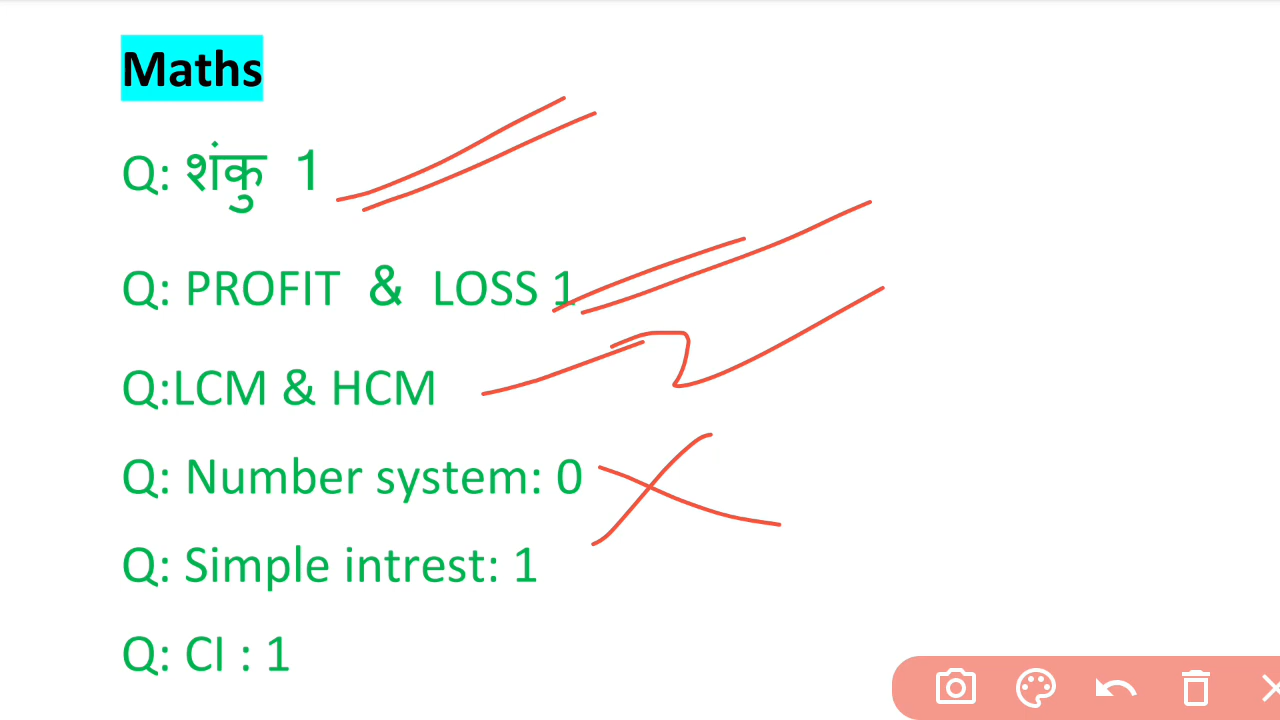 Maths
Q: शंकु 1
Q: PROFIT & LOSS 1
Q:LCM & HCM
Q: Number system: 0
Q: Simple intrest: 1
Q: CI : 1